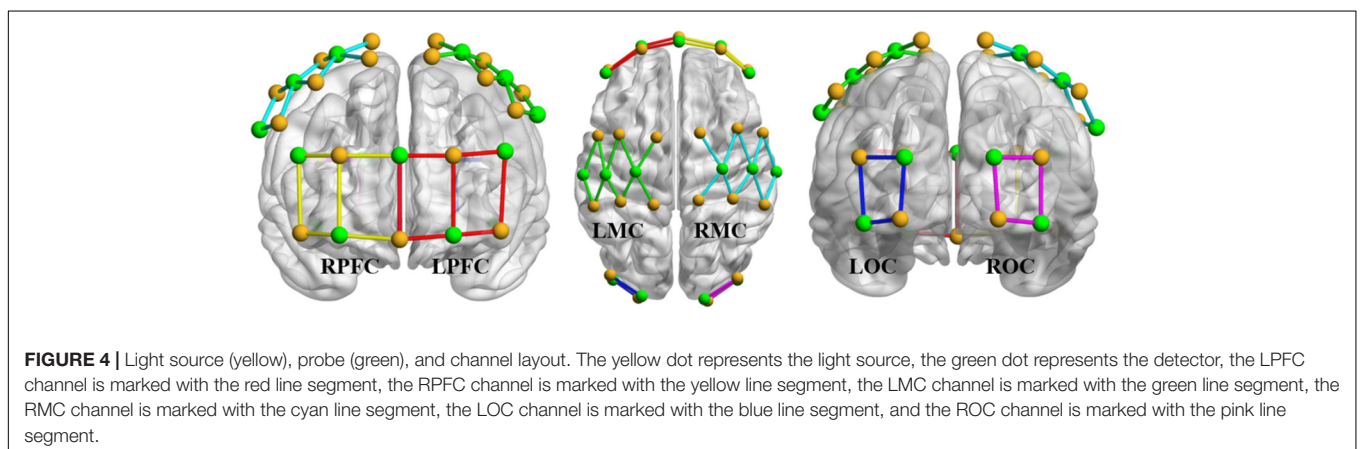 RPFC LPFC
LMC RMC
LOC ROC
FIGURE 4 | Light source (yellow), probe (green), and channel layout. The yellow dot represents the light source, the green dot represents the detector, the LPFC
channel is marked with the red line segment, the RPFC channel is marked with the yellow line segment, the LMC channel is marked with the green line segment, the
RMC channel is marked with the cyan line segment, the LOC channel is marked with the blue line segment, and the ROC channel is marked with the pink line
segment.